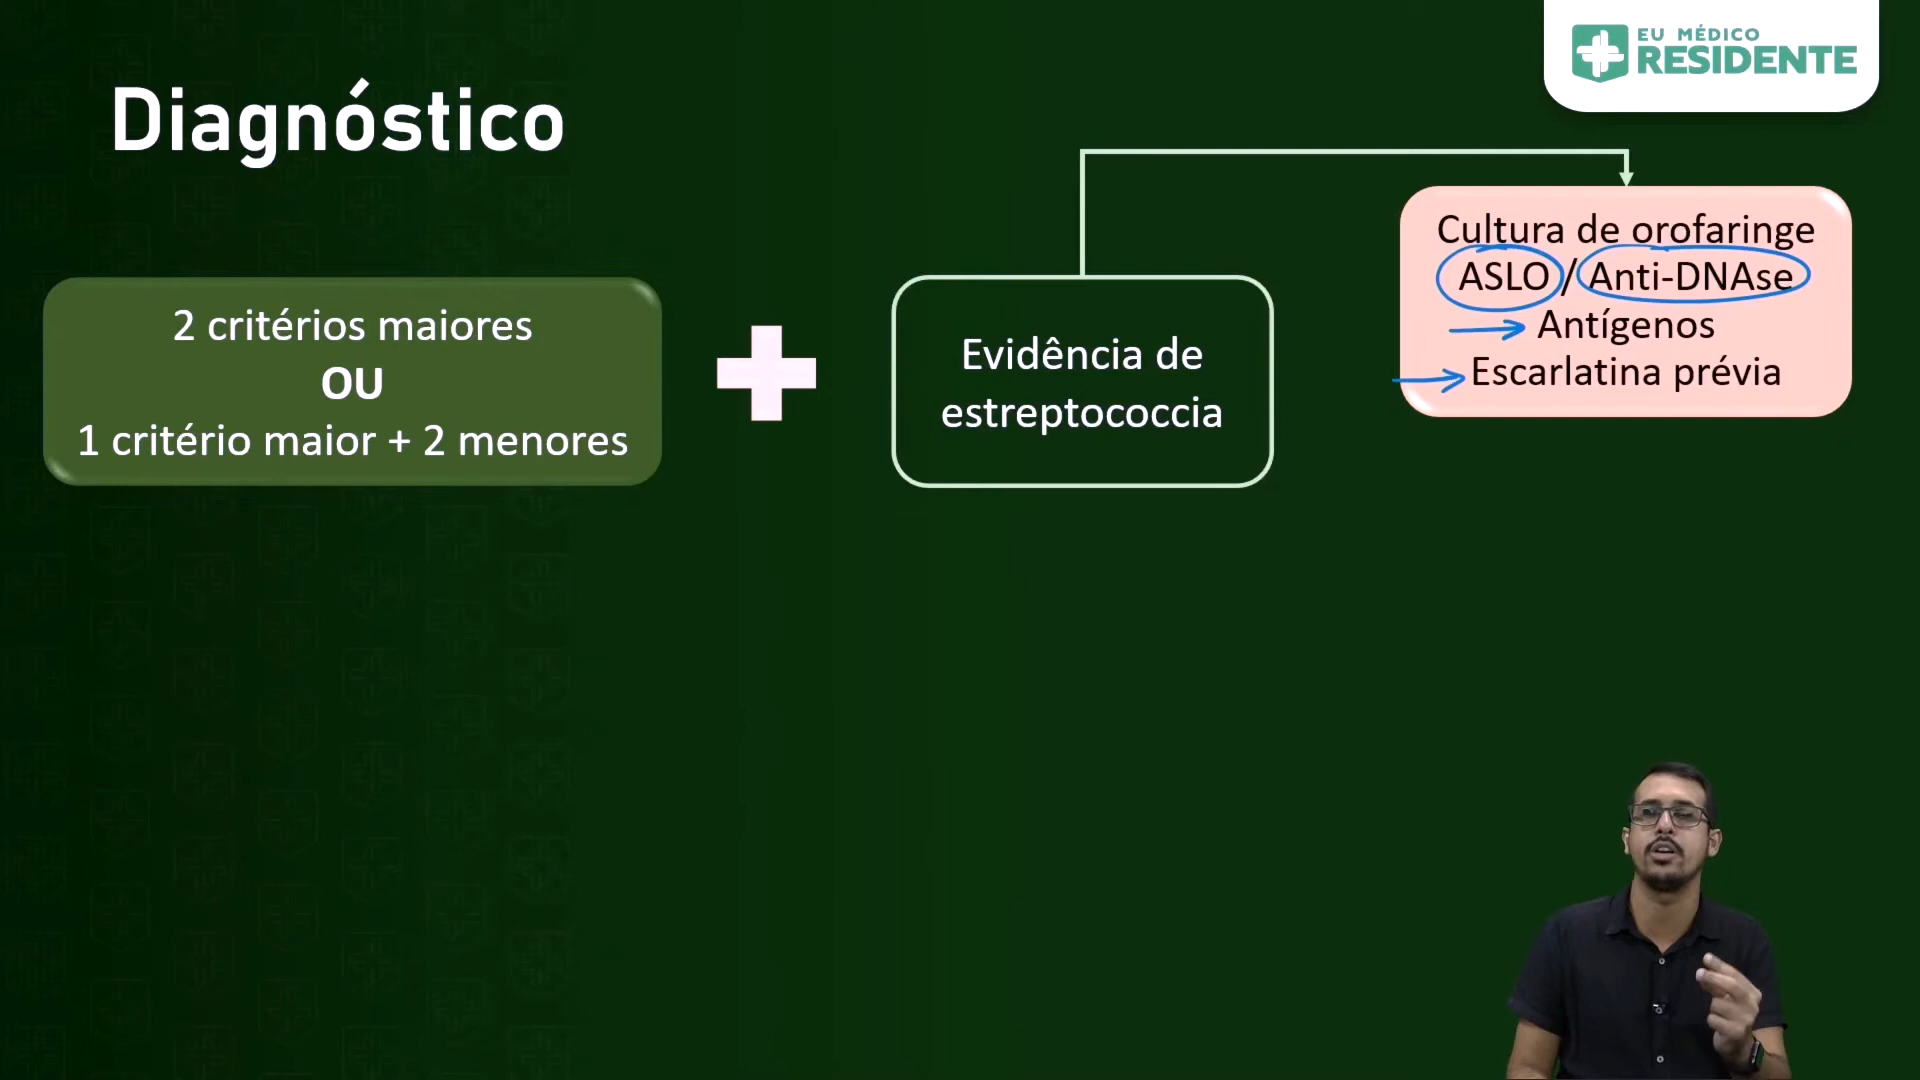 EU MÉDICO
RESIDENTE
Diagnóstico
2 critérios maiores
OU
1 critério maior + 2 menores
Evidência de
estreptococcia
Cultura de orofaringe
ASLO / Anti-DNAse
Antígenos
Escarlatina prévia